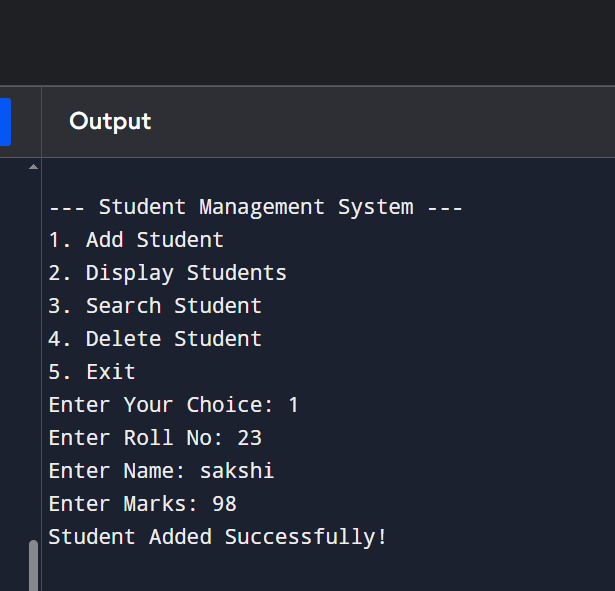 Output
--- Student Management System ---
1. Add Student
2. Display Students
3. Search Student
4. Delete Student
5. Exit
Enter Your Choice: 1
Enter Roll No: 23
Enter Name: sakshi
Enter Marks: 98
Student Added Successfully!